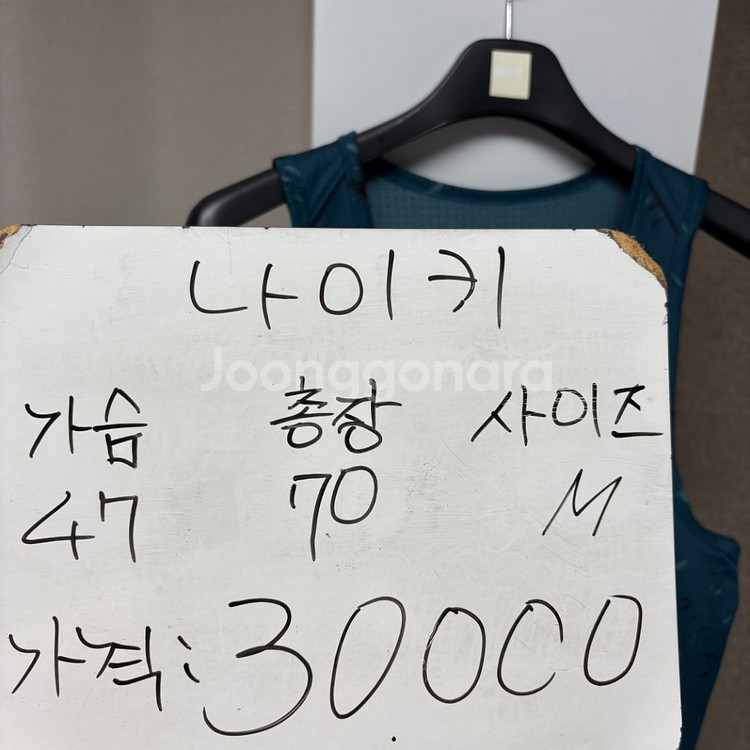 나이키
Joonggonara
가슴 총장 사이즈
47 70 M
가격: 30000